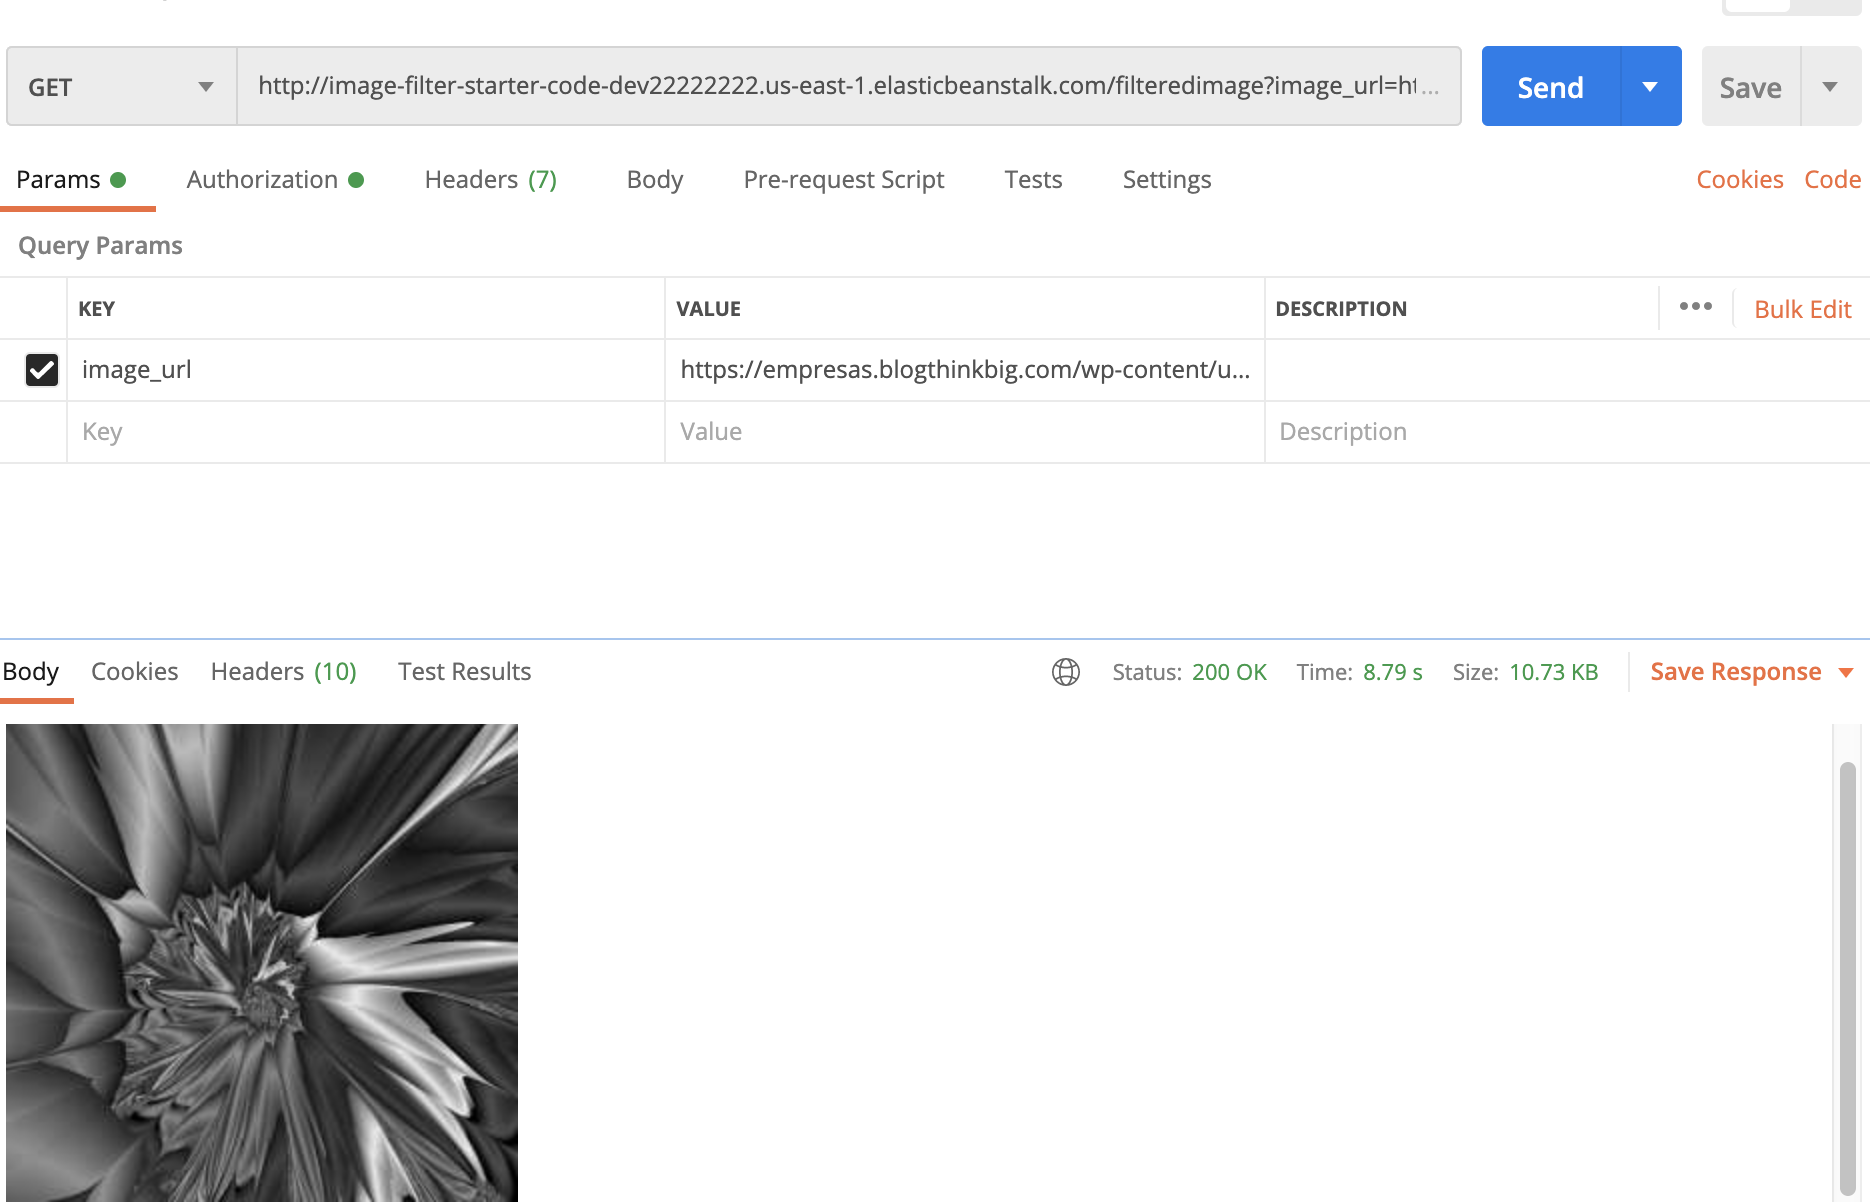 GET
http://image-filter-starter-code-dev22222222.us-east-1.elasticbeanstalk.com/filteredimage?image_url=ht...
Send
Save
Params
Authorization
Headers (7)
Body
Pre-request Script
Tests
Settings
Cookies
Code
Query Params
KEY
VALUE
DESCRIPTION
Bulk Edit
image_url
https://empresas.blogthinkbig.com/wp-content/u...
Key
Value
Description
Body
Cookies
Headers (10)
Test Results
Status: 200 OK
Time: 8.79 s
Size: 10.73 KB
Save Response